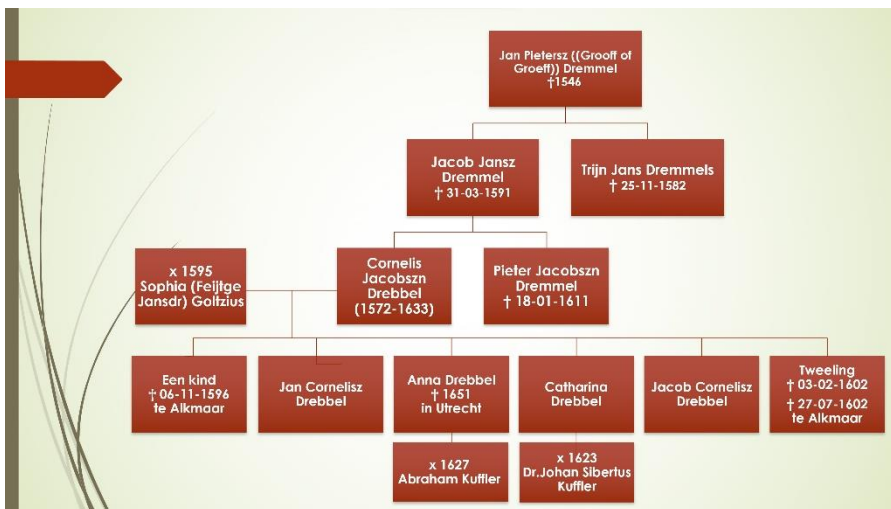 Jan Pietersz ((Grooff of
Groeff)) Dremmel
†1546
Jacob Jansz
Dremmel
† 31-03-1591
Trijn Jans Dremmels
† 25-11-1582
x 1595
Sophia (Feijtge
Jansdr) Goltzius
Cornelis
Jacobszn
Drebbel
(1572-1633)
Pieter Jacobszn
Dremmel
† 18-01-1611
Een kind
† 06-11-1596
te Alkmaar
Jan Cornelisz
Drebbel
Anna Drebbel
† 1651
in Utrecht
Catharina
Drebbel
Jacob Cornelisz
Drebbel
Tweeling
† 03-02-1602
† 27-07-1602
te Alkmaar
x 1627
Abraham Kuffler
x 1623
Dr.Johan Sibertus
Kuffler